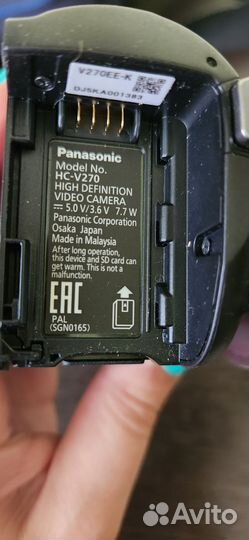 V270EE-K
DJ5KA001383
Panasonic
Model No.
HC-V270
HIGH DEFINITION
VIDEO CAMERA
⎓ 5.0 V/3.6 V 7.7 W
Panasonic Corporation
Osaka Japan
Made in Malaysia
After long operation,
this device and SD card can
get warm. This is not a
malfunction.
EAC
PAL
(SGN0165)
Avito